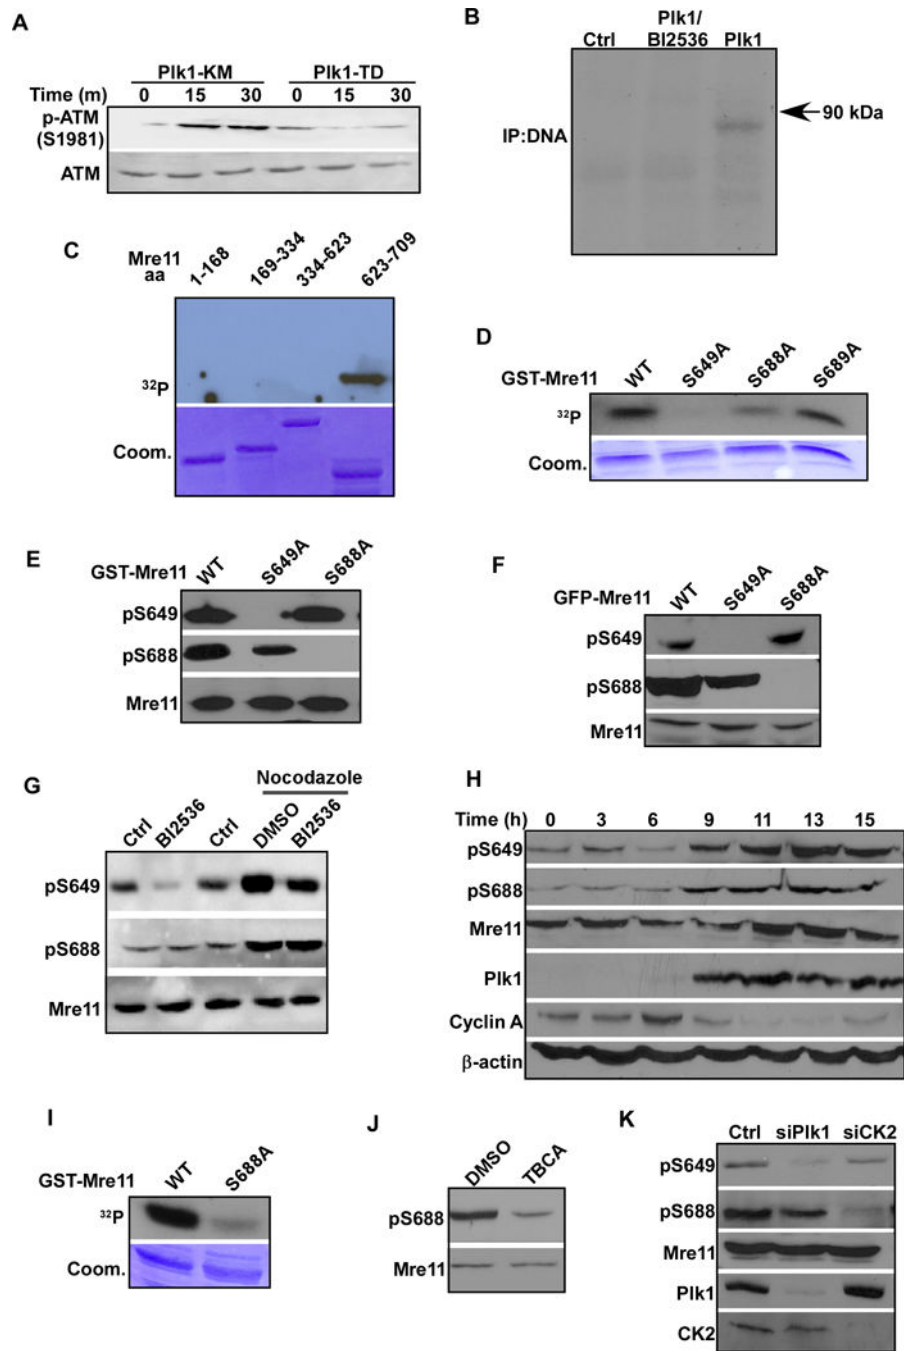 A
Plk1-KM Plk1-TD
Time (m) 0 15 30 0 15 30
p-ATM
(S1981)
ATM
B
Ctrl Plk1/
BI2536 Plk1
IP:DNA
90 kDa
C
Mre11
aa
1-168 169-334 334-623 623-709
32P
Coom.
D
GST-Mre11 WT S649A S688A S689A
32P
Coom.
E
GST-Mre11 WT S649A S688A
pS649
pS688
Mre11
F
GFP-Mre11 WT S649A S688A
pS649
pS688
Mre11
G
Nocodazole
Ctrl BI2536 Ctrl DMSO BI2536
pS649
pS688
Mre11
H
Time (h) 0 3 6 9 11 13 15
pS649
pS688
Mre11
Plk1
Cyclin A
β-actin
I
GST-Mre11 WT S688A
32P
Coom.
J
DMSO TBCA
pS688
Mre11
K
Ctrl siPlk1 siCK2
pS649
pS688
Mre11
Plk1
CK2